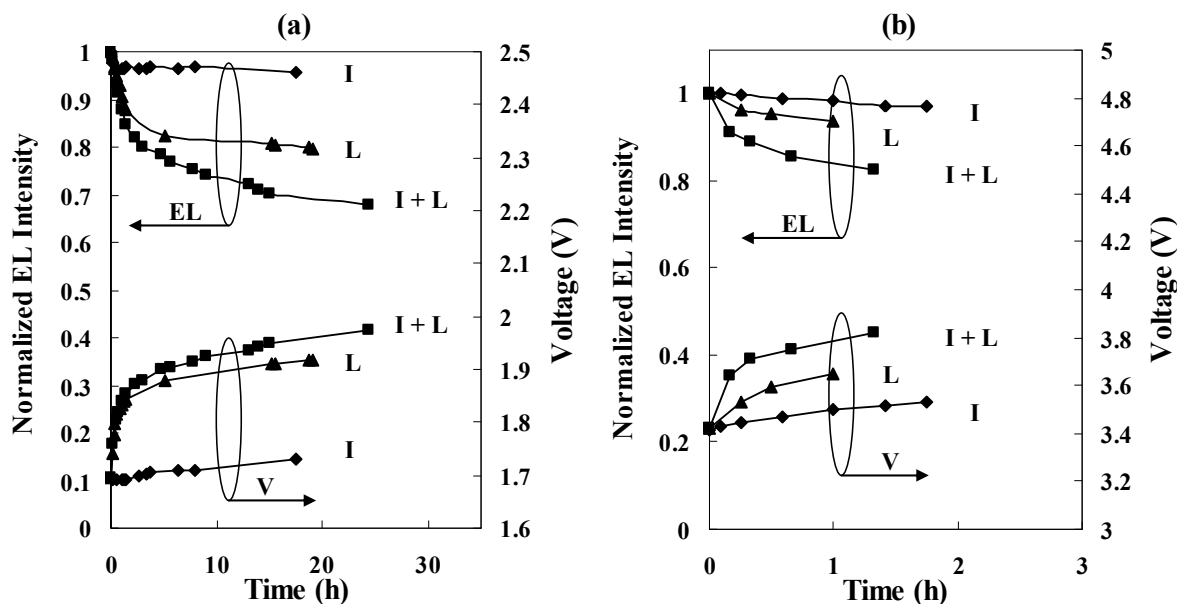 (a)
Normalized EL Intensity
1
0.9
0.8
0.7
0.6
0.5
0.4
0.3
0.2
0.1
0
I
L
I + L
EL
I + L
L
I
V
2.5
2.4
2.3
2.2
2.1
2
1.9
1.8
1.7
1.6
Voltage (V)
0 10 20 30
Time (h)
(b)
Normalized EL Intensity
1
0.8
0.6
0.4
0.2
0
I
L
I + L
EL
I + L
L
I
V
5
4.8
4.6
4.4
4.2
4
3.8
3.6
3.4
3.2
3
Voltage (V)
0 1 2 3
Time (h)